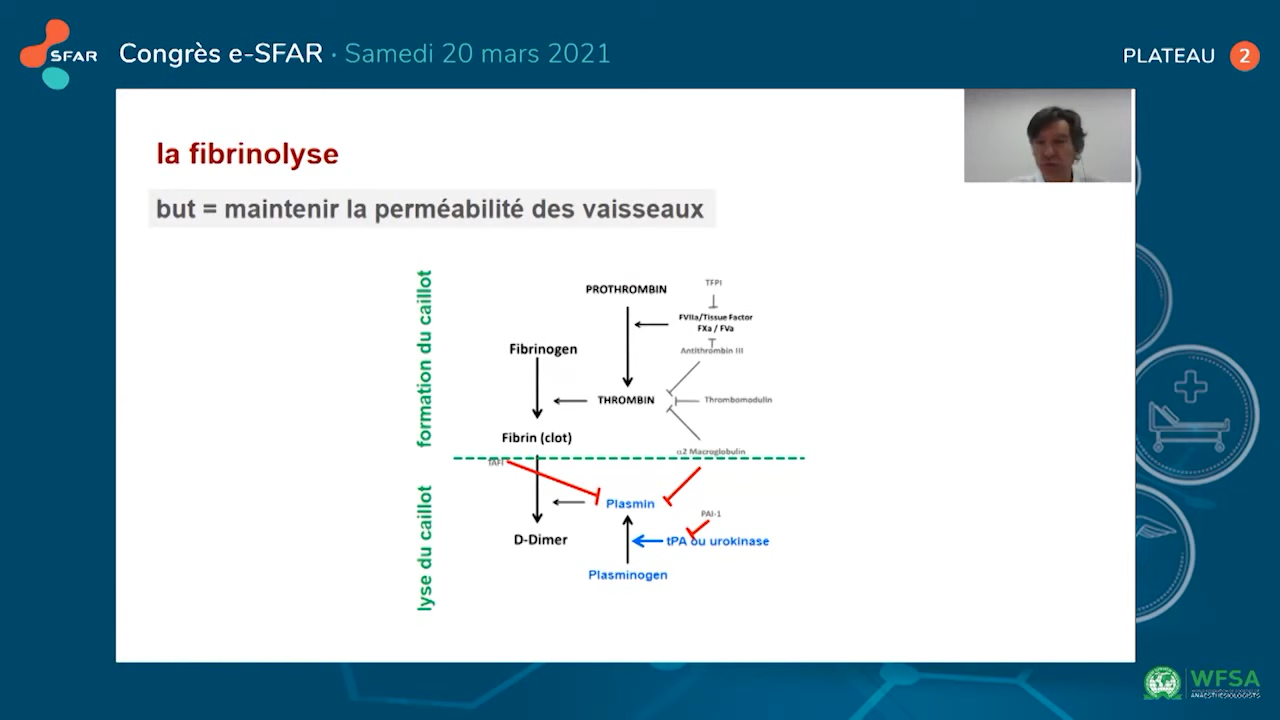 SFAR
Congrès e-SFAR · Samedi 20 mars 2021
PLATEAU 2
la fibrinolyse
but = maintenir la perméabilité des vaisseaux
formation du caillot
PROTHROMBIN
TFPI
FVIIa/Tissue Factor
FXa / FVa
Antithrombin III
Fibrinogen
THROMBIN
Thrombomodulin
Fibrin (clot)
α2 Macroglobulin
TAFI
lyse du caillot
Plasmin
PAI-1
D-Dimer
tPA ou urokinase
Plasminogen
WFSA
ANAESTHESIOLOGISTS